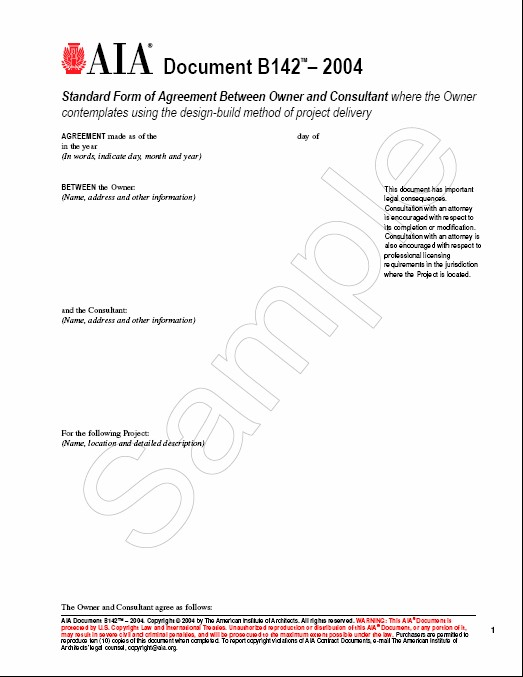 AIA® Document B142™ – 2004
Standard Form of Agreement Between Owner and Consultant where the Owner
contemplates using the design-build method of project delivery
AGREEMENT made as of the day of
in the year
(In words, indicate day, month and year)
BETWEEN the Owner:
(Name, address and other information)
This document has important
legal consequences.
Consultation with an attorney
is encouraged with respect to
its completion or modification.
Consultation with an attorney is
also encouraged with respect to
professional licensing
requirements in the jurisdiction
where the Project is located.
and the Consultant:
(Name, address and other information)
For the following Project:
(Name, location and detailed description)
Sample
The Owner and Consultant agree as follows:
AIA Document B142™ – 2004. Copyright © 2004 by The American Institute of Architects. All rights reserved. WARNING: This AIA® Document is
protected by U.S. Copyright Law and International Treaties. Unauthorized reproduction or distribution of this AIA® Document, or any portion of it,
may result in severe civil and criminal penalties, and will be prosecuted to the maximum extent possible under the law. Purchasers are permitted to
reproduce ten (10) copies of this document when completed. To report copyright violations of AIA Contract Documents, e-mail The American Institute of
Architects' legal counsel, copyright@aia.org.
1